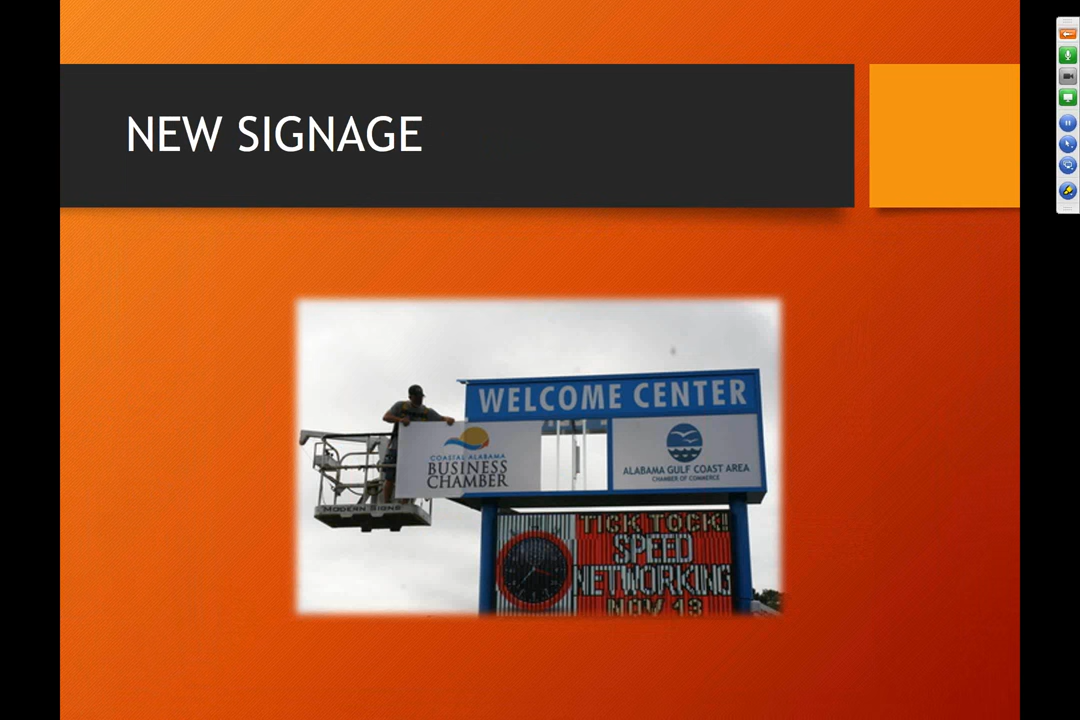 NEW SIGNAGE
WELCOME CENTER
COASTAL ALABAMA
BUSINESS
CHAMBER
ALABAMA GULF COAST AREA
CHAMBER OF COMMERCE
MODERN SIGNS
TICK TOCK!
SPEED
NETWORKING
NOV 13